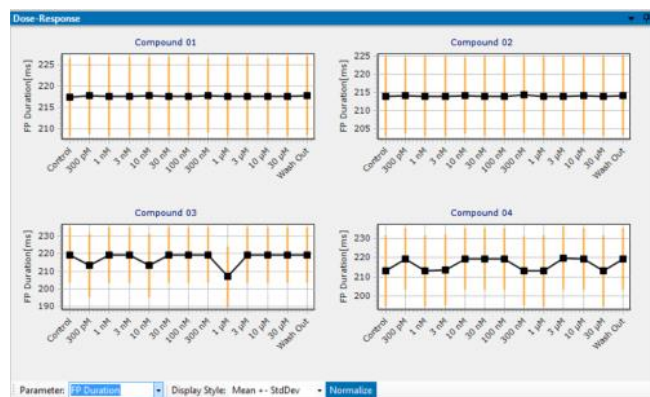 Dose-Response
Compound 01
FP Duration[ms]
225
220
215
210
Control 300 pM 1 nM 3 nM 10 nM 30 nM 100 nM 300 nM 1 µM 3 µM 10 µM 30 µM Wash Out
Compound 02
FP Duration[ms]
225
220
215
210
205
Control 300 pM 1 nM 3 nM 10 nM 30 nM 100 nM 300 nM 1 µM 3 µM 10 µM 30 µM Wash Out
Compound 03
FP Duration[ms]
230
220
210
200
190
Control 300 pM 1 nM 3 nM 10 nM 30 nM 100 nM 300 nM 1 µM 3 µM 10 µM 30 µM Wash Out
Compound 04
FP Duration[ms]
230
220
210
200
Control 300 pM 1 nM 3 nM 10 nM 30 nM 100 nM 300 nM 1 µM 3 µM 10 µM 30 µM Wash Out
Parameter: FP Duration Display Style: Mean +- StdDev Normalize